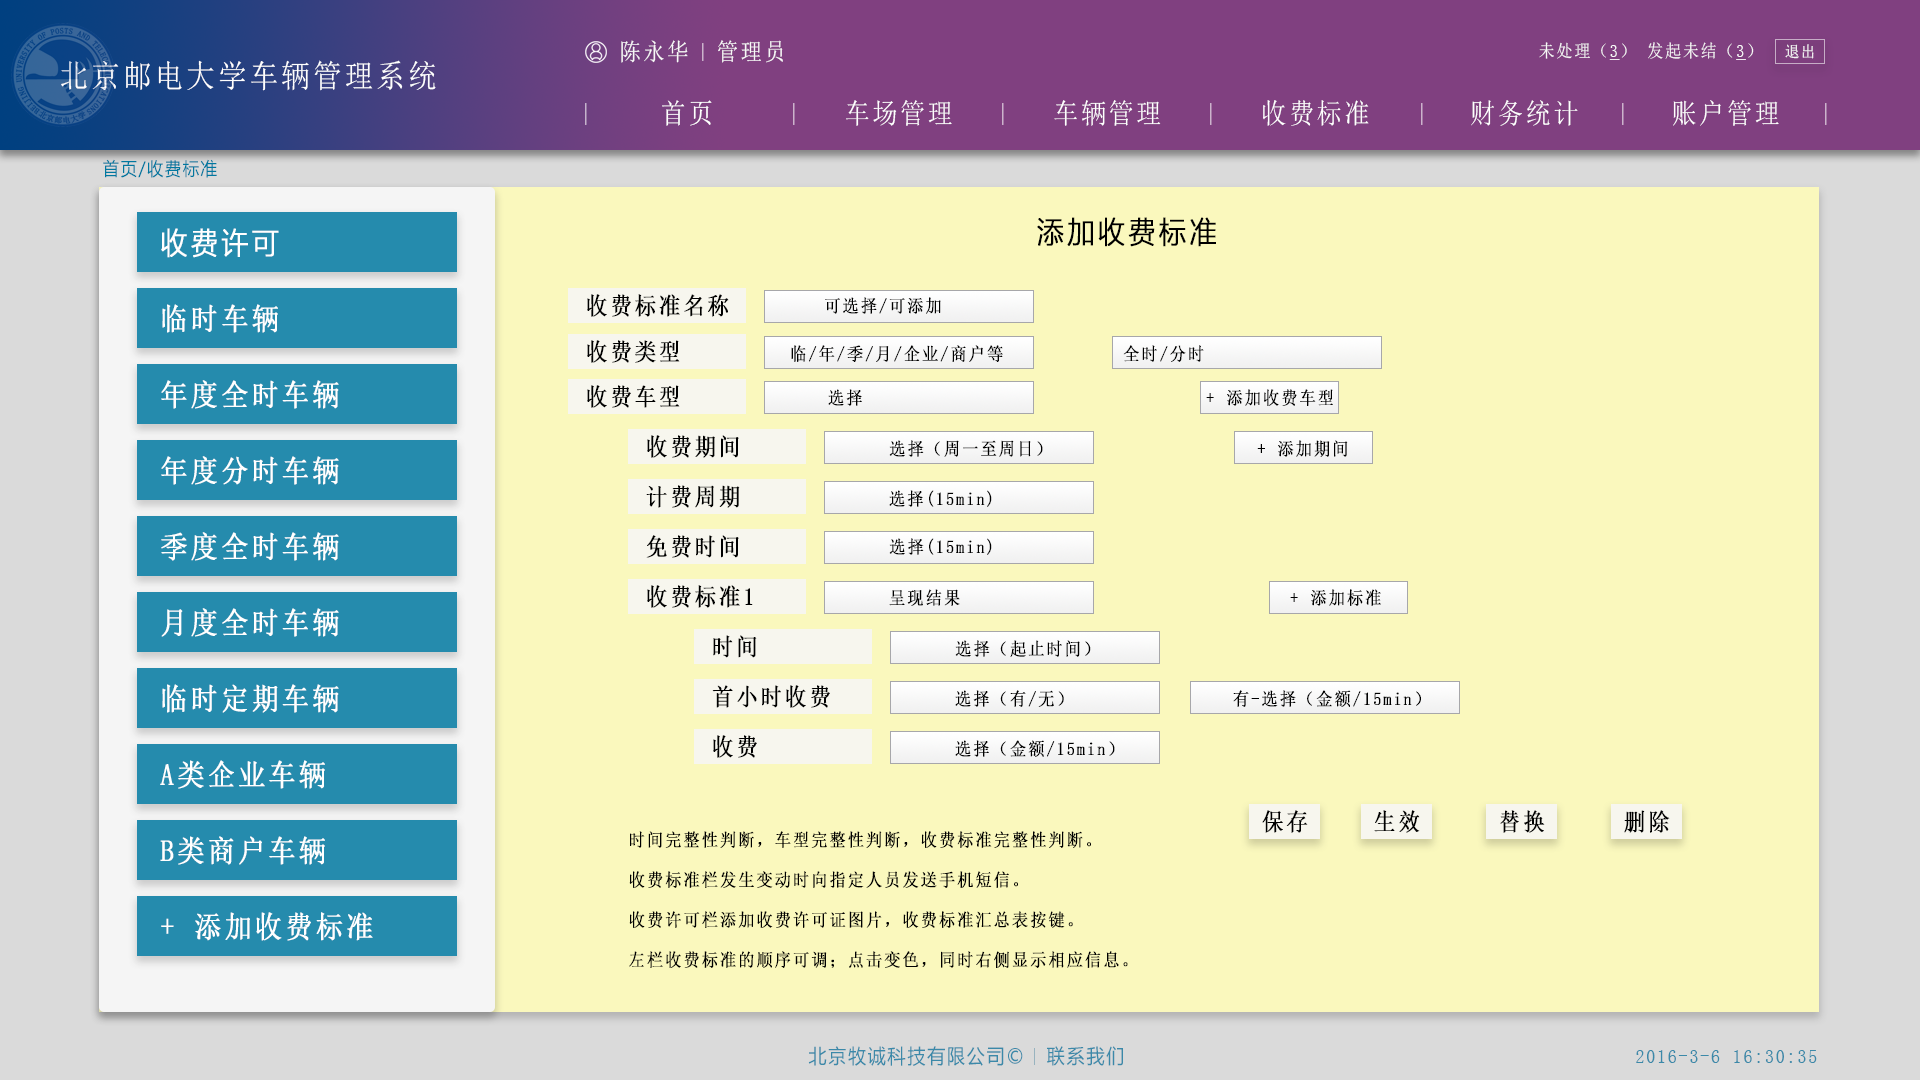 陈永华 | 管理员
未处理（3） 发起未结（3） 退出
北京邮电大学车辆管理系统
| 首页 | 车场管理 | 车辆管理 | 收费标准 | 财务统计 | 账户管理 |
首页/收费标准
收费许可
临时车辆
年度全时车辆
年度分时车辆
季度全时车辆
月度全时车辆
临时定期车辆
A类企业车辆
B类商户车辆
+ 添加收费标准
添加收费标准
收费标准名称 可选择/可添加
收费类型 临/年/季/月/企业/商户等 全时/分时
收费车型 选择 + 添加收费车型
收费期间 选择（周一至周日） + 添加期间
计费周期 选择(15min)
免费时间 选择(15min)
收费标准1 呈现结果 + 添加标准
时间 选择（起止时间）
首小时收费 选择（有/无） 有-选择（金额/15min）
收费 选择（金额/15min）
保存 生效 替换 删除
时间完整性判断，车型完整性判断，收费标准完整性判断。
收费标准栏发生变动时向指定人员发送手机短信。
收费许可栏添加收费许可证图片，收费标准汇总表按键。
左栏收费标准的顺序可调；点击变色，同时右侧显示相应信息。
北京牧诚科技有限公司© | 联系我们
2016-3-6 16:30:35